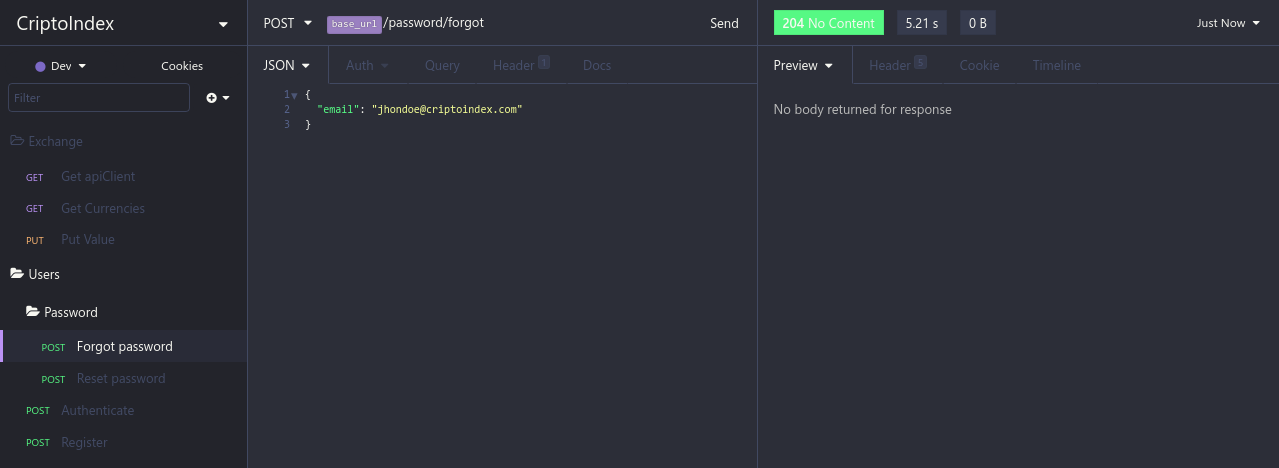 CriptoIndex
Dev
Cookies
Filter
Exchange
GET Get apiClient
GET Get Currencies
PUT Put Value
Users
Password
POST Forgot password
POST Reset password
POST Authenticate
POST Register
POST base_url/password/forgot Send
JSON Auth Query Header 1 Docs
1 {
2 "email": "jhondoe@criptoindex.com"
3 }
204 No Content 5.21 s 0 B Just Now
Preview Header 5 Cookie Timeline
No body returned for response